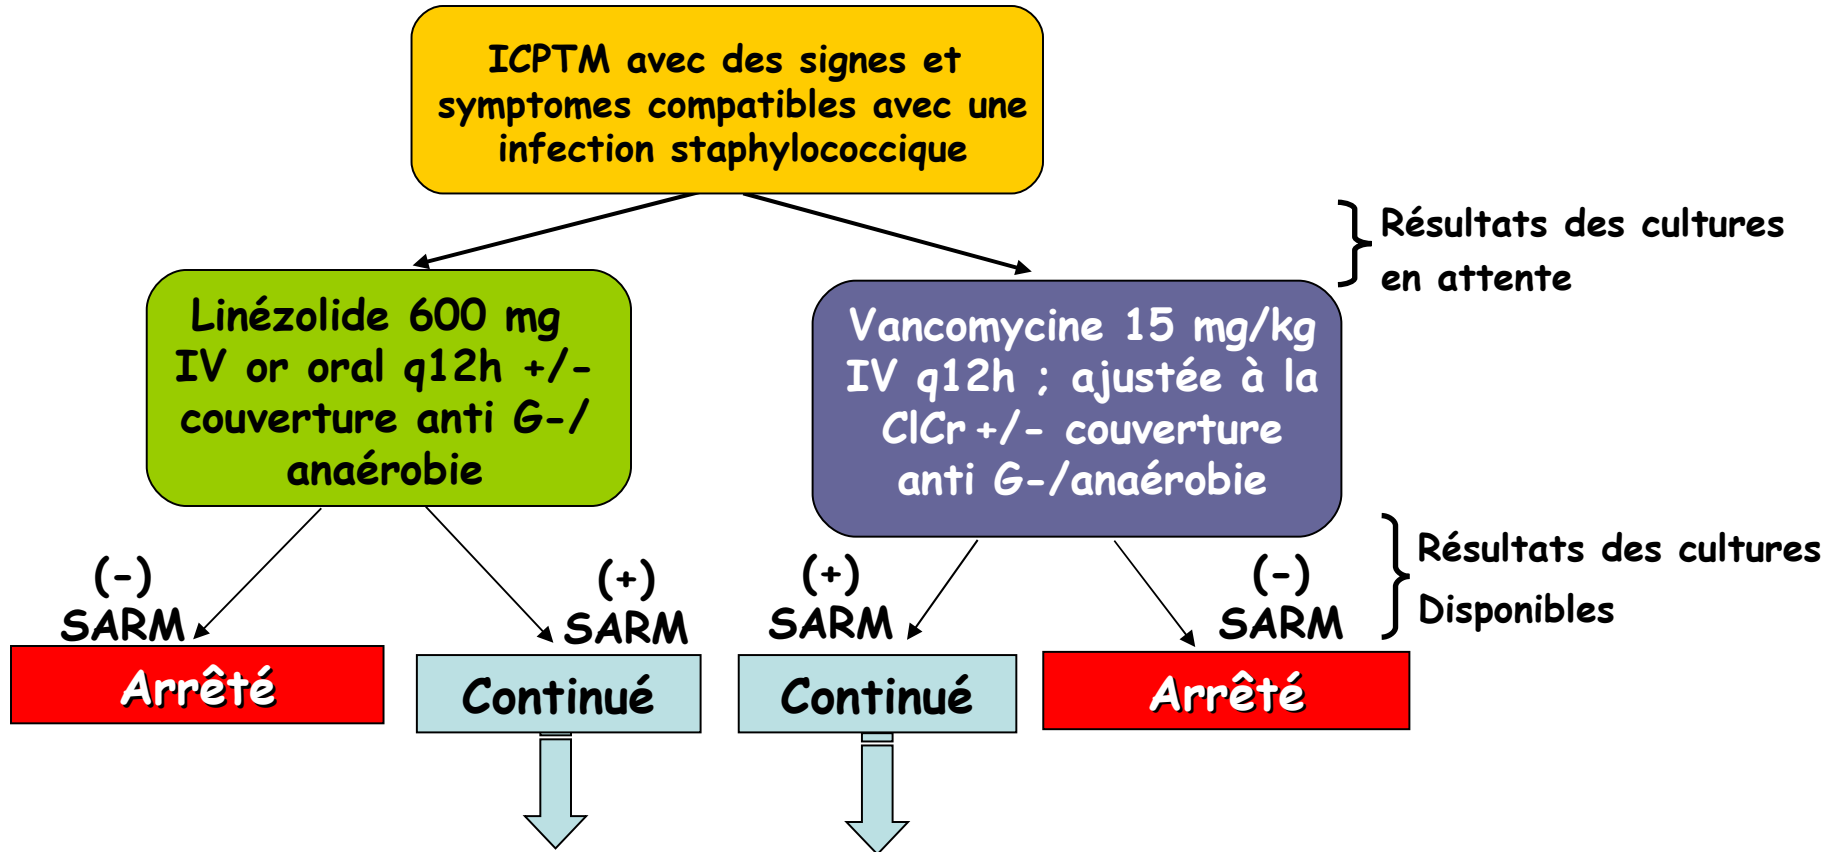 ICPTM avec des signes et
symptomes compatibles avec une
infection staphylococcique
Résultats des cultures
en attente
Linézolide 600 mg
IV or oral q12h +/-
couverture anti G-/
anaérobie
Vancomycine 15 mg/kg
IV q12h ; ajustée à la
ClCr +/- couverture
anti G-/anaérobie
Résultats des cultures
Disponibles
(-)
SARM
(+)
SARM
(+)
SARM
(-)
SARM
Arrêté
Continué
Continué
Arrêté